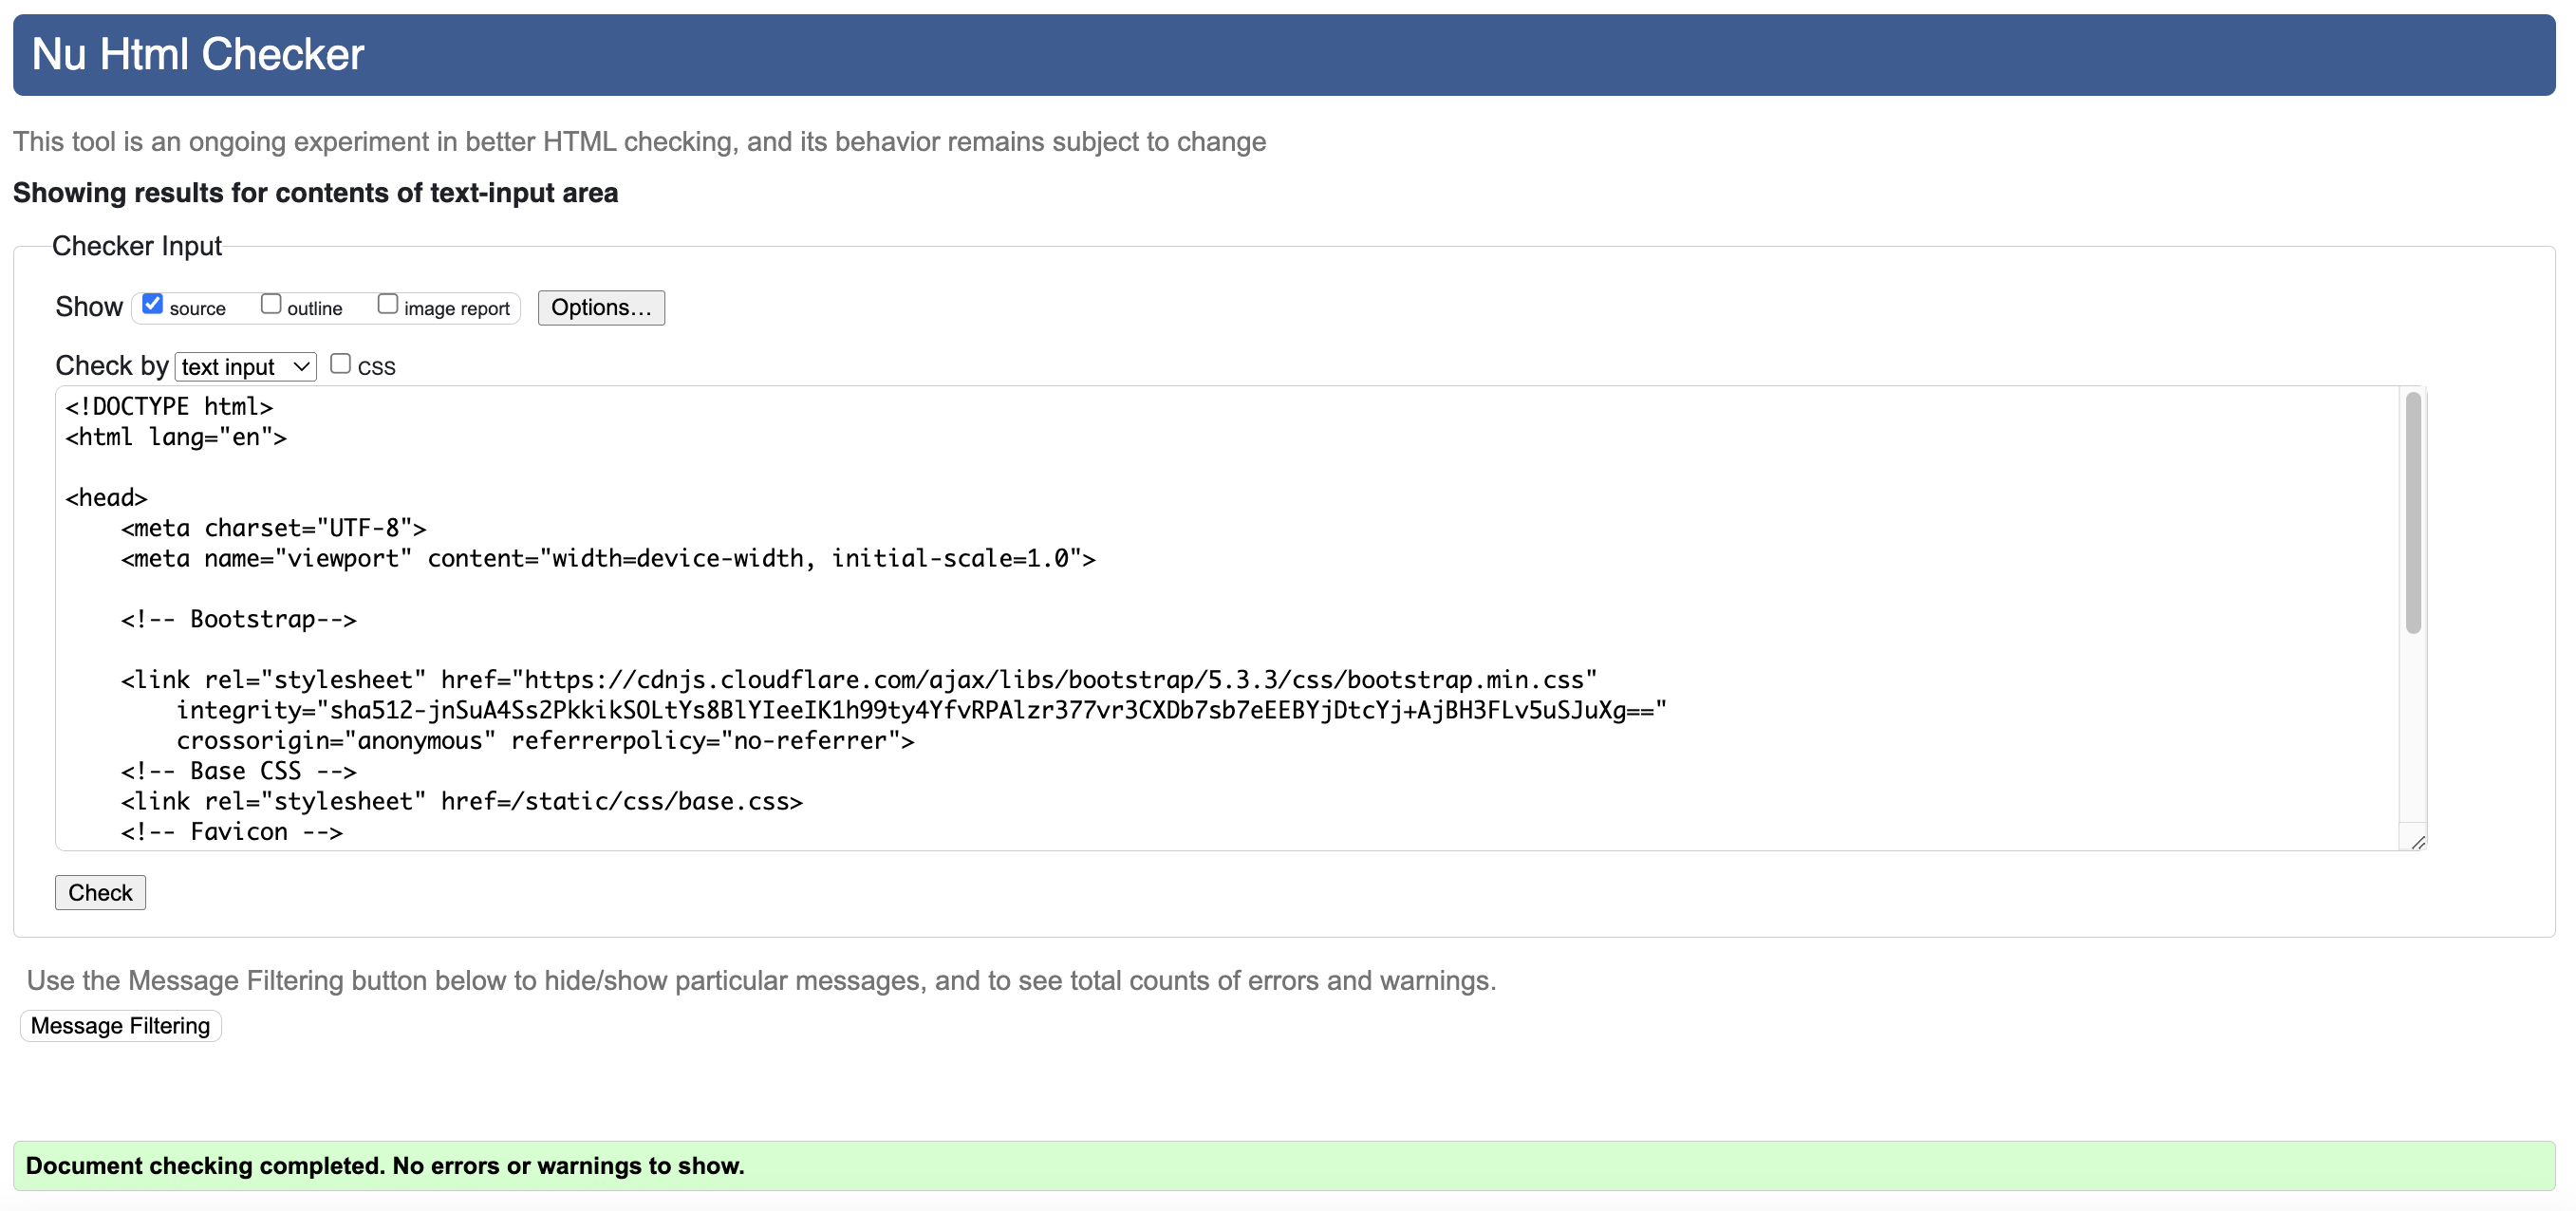 Nu Html Checker
This tool is an ongoing experiment in better HTML checking, and its behavior remains subject to change
Showing results for contents of text-input area
Checker Input
Show source outline image report Options...
Check by text input css
<!DOCTYPE html>
<html lang="en">
<head>
    <meta charset="UTF-8">
    <meta name="viewport" content="width=device-width, initial-scale=1.0">
    <!-- Bootstrap-->
    <link rel="stylesheet" href="https://cdnjs.cloudflare.com/ajax/libs/bootstrap/5.3.3/css/bootstrap.min.css"
        integrity="sha512-jnSuA4Ss2PkkikSOLtYs8BlYIeeIK1h99ty4YfvRPAlzr377vr3CXDb7sb7eEEBYjDtcYj+AjBH3FLv5uSJuXg=="
        crossorigin="anonymous" referrerpolicy="no-referrer">
    <!-- Base CSS -->
    <link rel="stylesheet" href=/static/css/base.css>
    <!-- Favicon -->
Check
Use the Message Filtering button below to hide/show particular messages, and to see total counts of errors and warnings.
Message Filtering
Document checking completed. No errors or warnings to show.